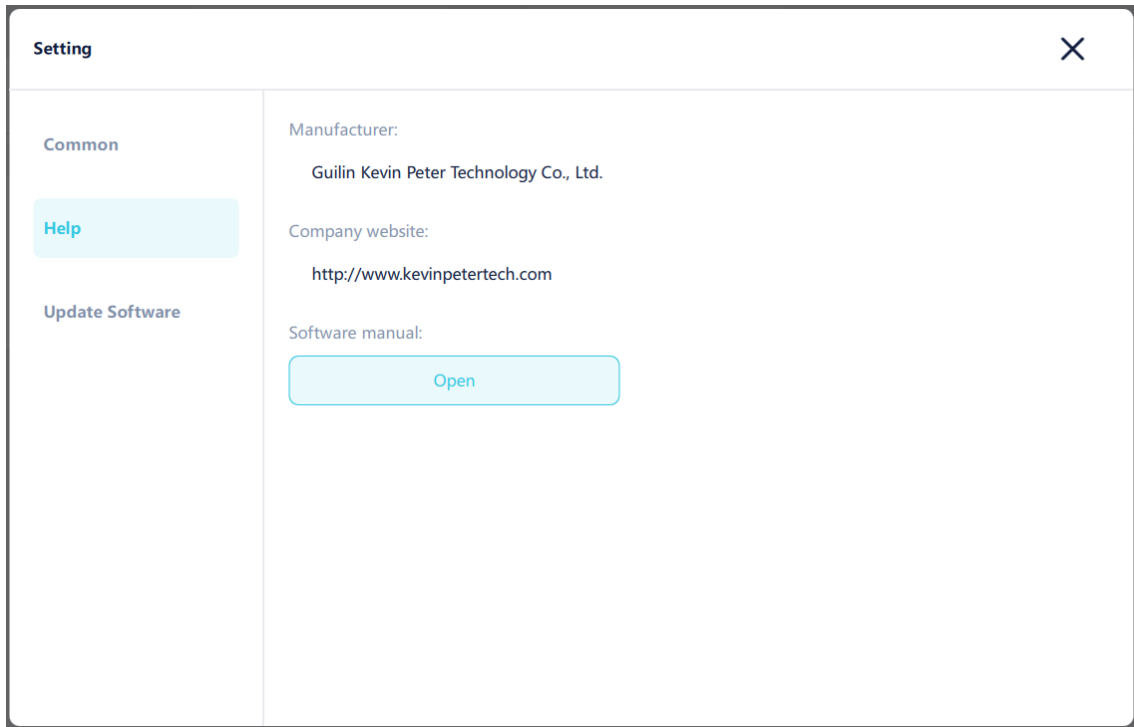 Setting
Common
Help
Update Software
Manufacturer:
Guilin Kevin Peter Technology Co., Ltd.
Company website:
http://www.kevinpetertech.com
Software manual:
Open